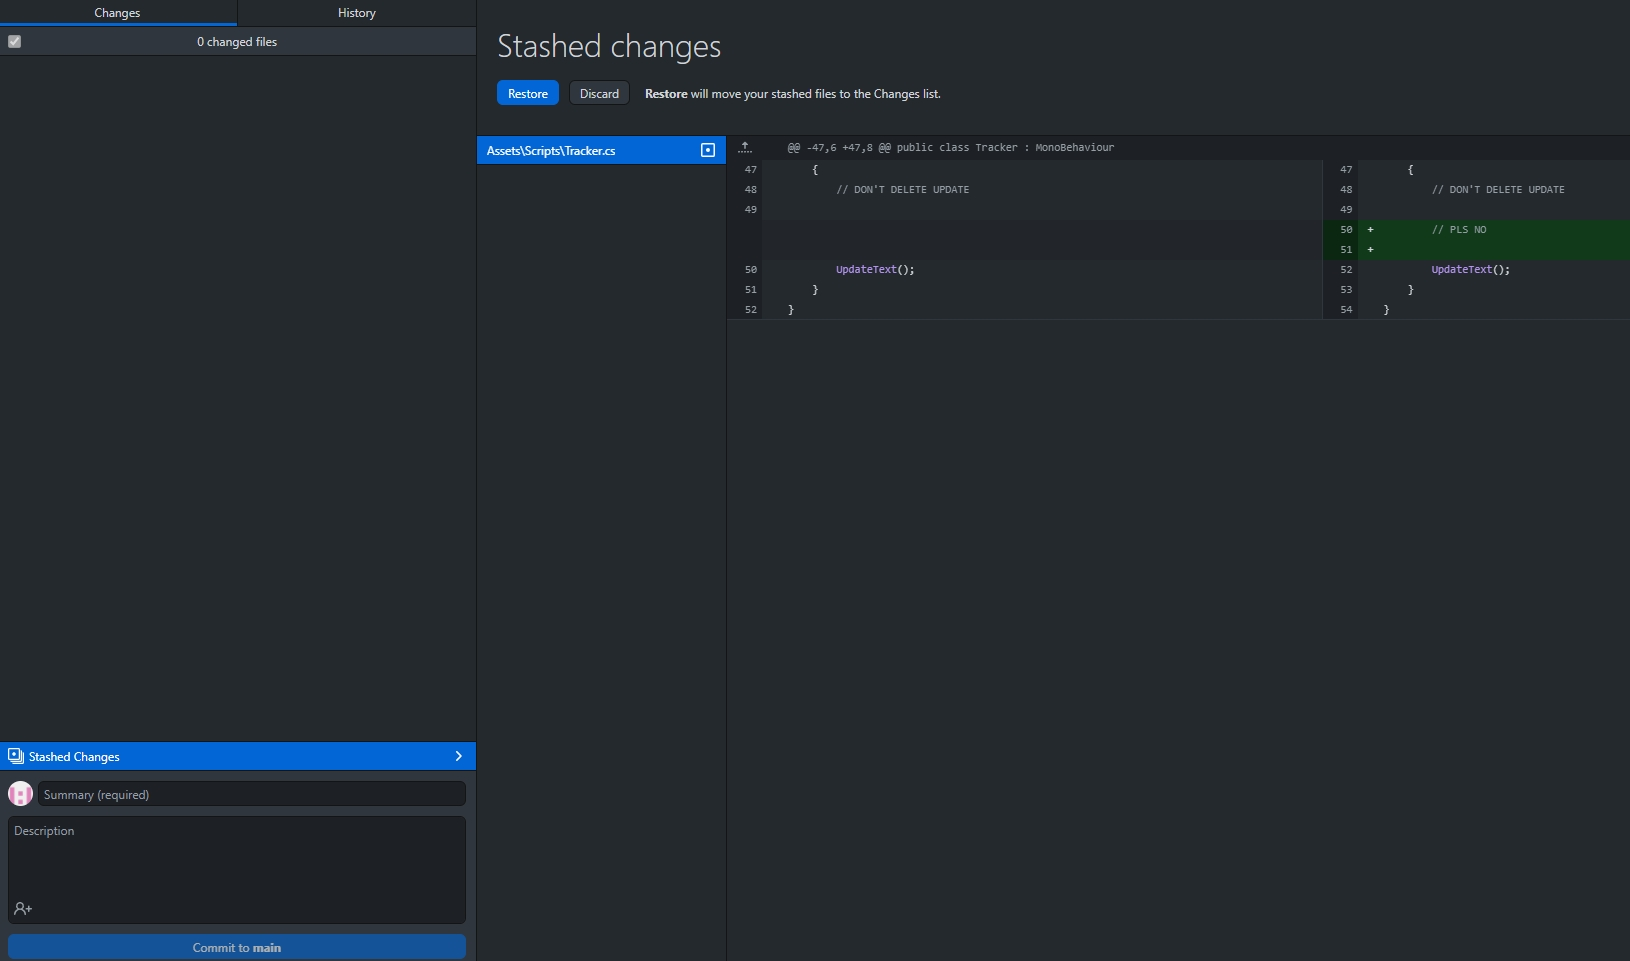 Changes
History
0 changed files
Stashed changes
Restore
Discard
Restore will move your stashed files to the Changes list.
Assets\Scripts\Tracker.cs
@@ -47,6 +47,8 @@ public class Tracker : MonoBehaviour
47 { 47 {
48 // DON'T DELETE UPDATE 48 // DON'T DELETE UPDATE
49 49
50 + // PLS NO
51 +
50 UpdateText(); 52 UpdateText();
51 } 53 }
52 } 54 }
Stashed Changes
Summary (required)
Description
Commit to main